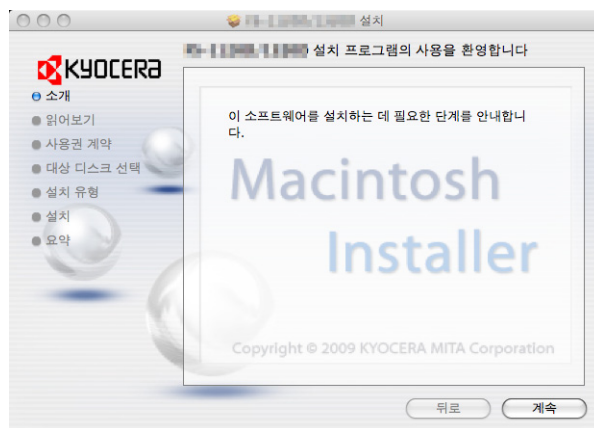 설치
KYOCERA
설치 프로그램의 사용을 환영합니다
소개
읽어보기
사용권 계약
대상 디스크 선택
설치 유형
설치
요약
이 소프트웨어를 설치하는 데 필요한 단계를 안내합니
다.
Macintosh
Installer
Copyright © 2009 KYOCERA MITA Corporation
뒤로
계속